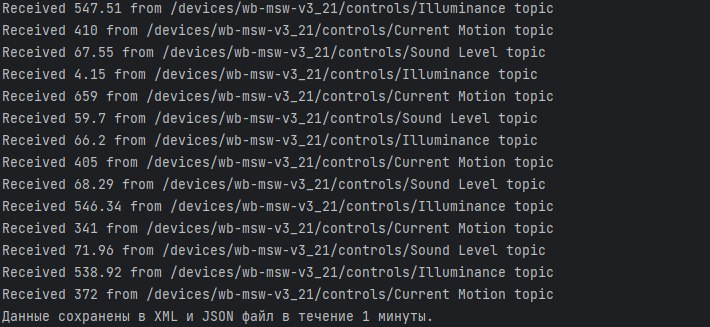 Received 547.51 from /devices/wb-msw-v3_21/controls/Illuminance topic
Received 410 from /devices/wb-msw-v3_21/controls/Current Motion topic
Received 67.55 from /devices/wb-msw-v3_21/controls/Sound Level topic
Received 4.15 from /devices/wb-msw-v3_21/controls/Illuminance topic
Received 659 from /devices/wb-msw-v3_21/controls/Current Motion topic
Received 59.7 from /devices/wb-msw-v3_21/controls/Sound Level topic
Received 66.2 from /devices/wb-msw-v3_21/controls/Illuminance topic
Received 405 from /devices/wb-msw-v3_21/controls/Current Motion topic
Received 68.29 from /devices/wb-msw-v3_21/controls/Sound Level topic
Received 546.34 from /devices/wb-msw-v3_21/controls/Illuminance topic
Received 341 from /devices/wb-msw-v3_21/controls/Current Motion topic
Received 71.96 from /devices/wb-msw-v3_21/controls/Sound Level topic
Received 538.92 from /devices/wb-msw-v3_21/controls/Illuminance topic
Received 372 from /devices/wb-msw-v3_21/controls/Current Motion topic
Данные сохранены в XML и JSON файл в течение 1 минуты.